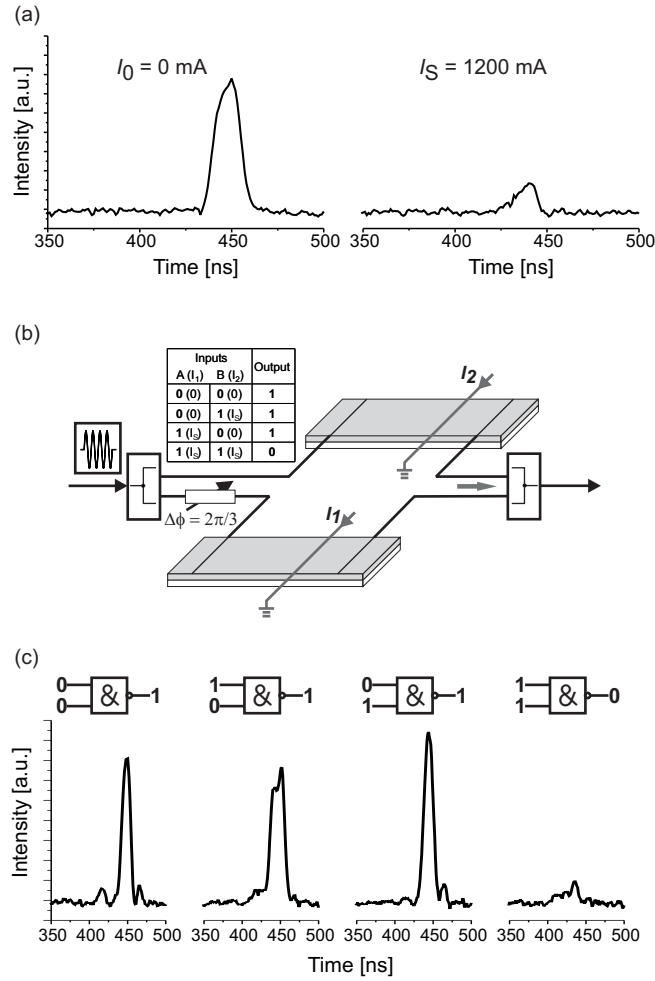 (a)
I0 = 0 mA
IS = 1200 mA
Intensity [a.u.]
350 400 450 500
350 400 450 500
Time [ns]
Time [ns]
(b)
Inputs Output
A (I1) B (I2)
0 (0) 0 (0) 1
0 (0) 1 (IS) 1
1 (IS) 0 (0) 1
1 (IS) 1 (IS) 0
I2
Δϕ = 2π/3
I1
(c)
0 0 & 1
1 0 & 1
0 1 & 1
1 1 & 0
Intensity [a.u.]
350 400 450 500
350 400 450 500
350 400 450 500
350 400 450 500
Time [ns]